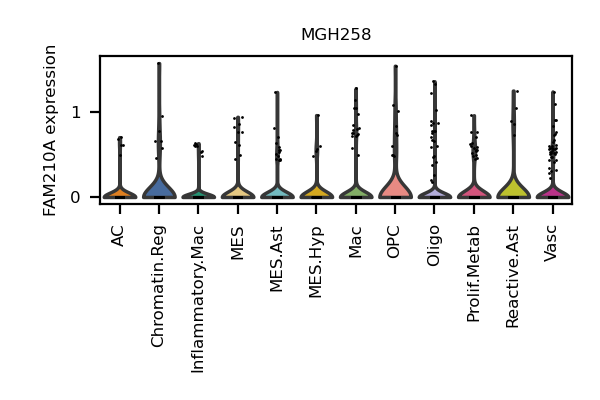 MGH258
FAM210A expression
1
0
AC
Chromatin.Reg
Inflammatory.Mac
MES
MES.Ast
MES.Hyp
Mac
OPC
Oligo
Prolif.Metab
Reactive.Ast
Vasc